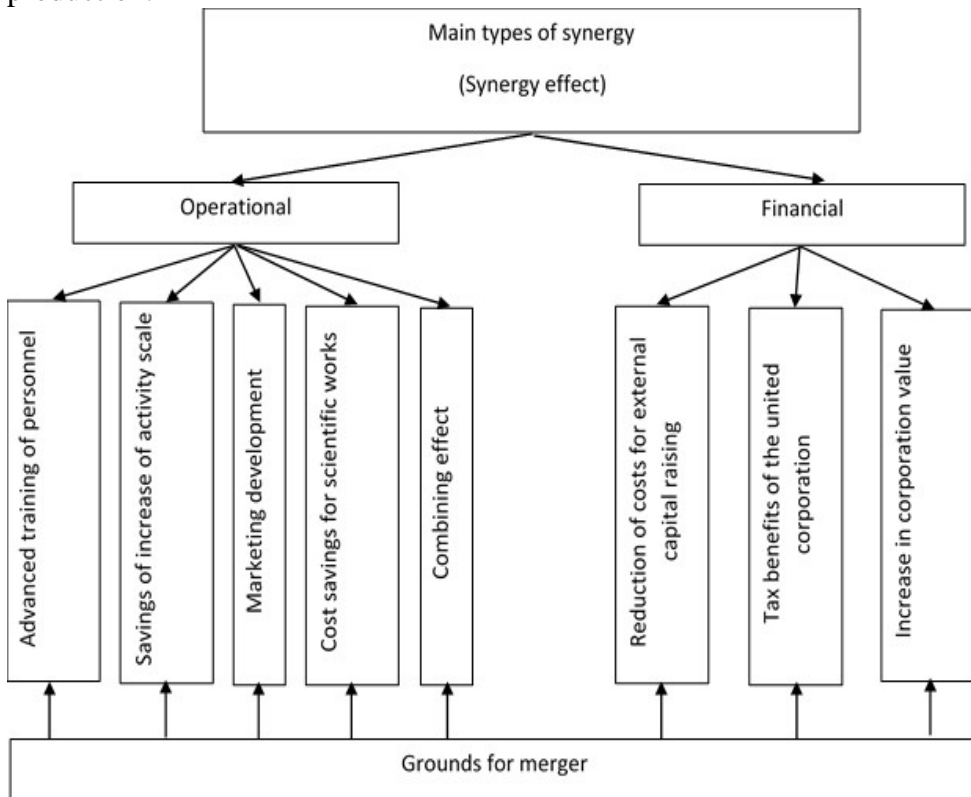 production.
Main types of synergy
(Synergy effect)
Operational
Financial
Advanced training of personnel
Savings of increase of activity scale
Marketing development
Cost savings for scientific works
Combining effect
Reduction of costs for external
capital raising
Tax benefits of the united
corporation
Increase in corporation value
Grounds for merger